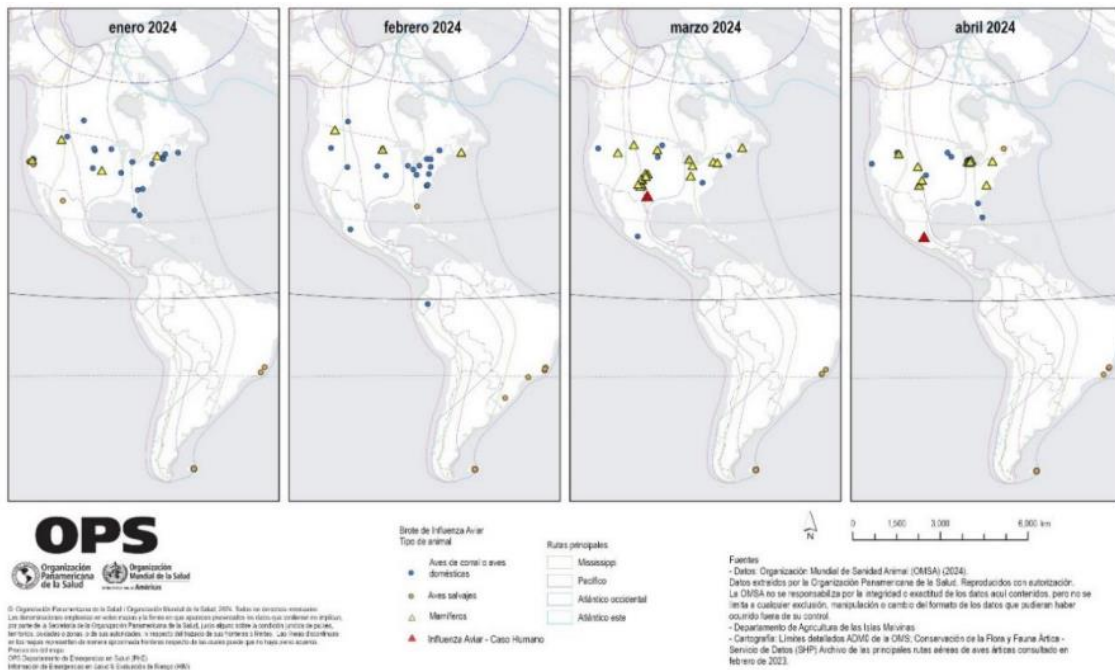 enero 2024
febrero 2024
marzo 2024
abril 2024
OPS
Organización
Panamericana
de la Salud
Organización
Mundial de la Salud
Américas
Brote de Influenza Aviar
Tipo de animal
Aves de corral o aves
domésticas
Aves salvajes
Mamíferos
Influenza Aviar - Caso Humano
Rutas principales
Mississippi
Pacífico
Atlántico occidental
Atlántico este
N
0 1,500 3,000 6,000 km
Fuentes
- Datos: Organización Mundial de Sanidad Animal (OMSA) (2024).
Datos extraídos por la Organización Panamericana de la Salud. Reproducidos con autorización.
La OMSA no se responsabiliza por la integridad o exactitud de los datos aquí contenidos, pero no se
limita a cualquier exclusión, manipulación o cambio del formato de los datos que pudieran haber
ocurrido fuera de su control.
- Departamento de Agricultura de las Islas Malvinas
- Cartografía: Límites detallados ADM0 de la OMS; Conservación de la Flora y Fauna Ártica -
Servicio de Datos (SHP) Archivo de las principales rutas aéreas de aves árticas consultado en
febrero de 2023.